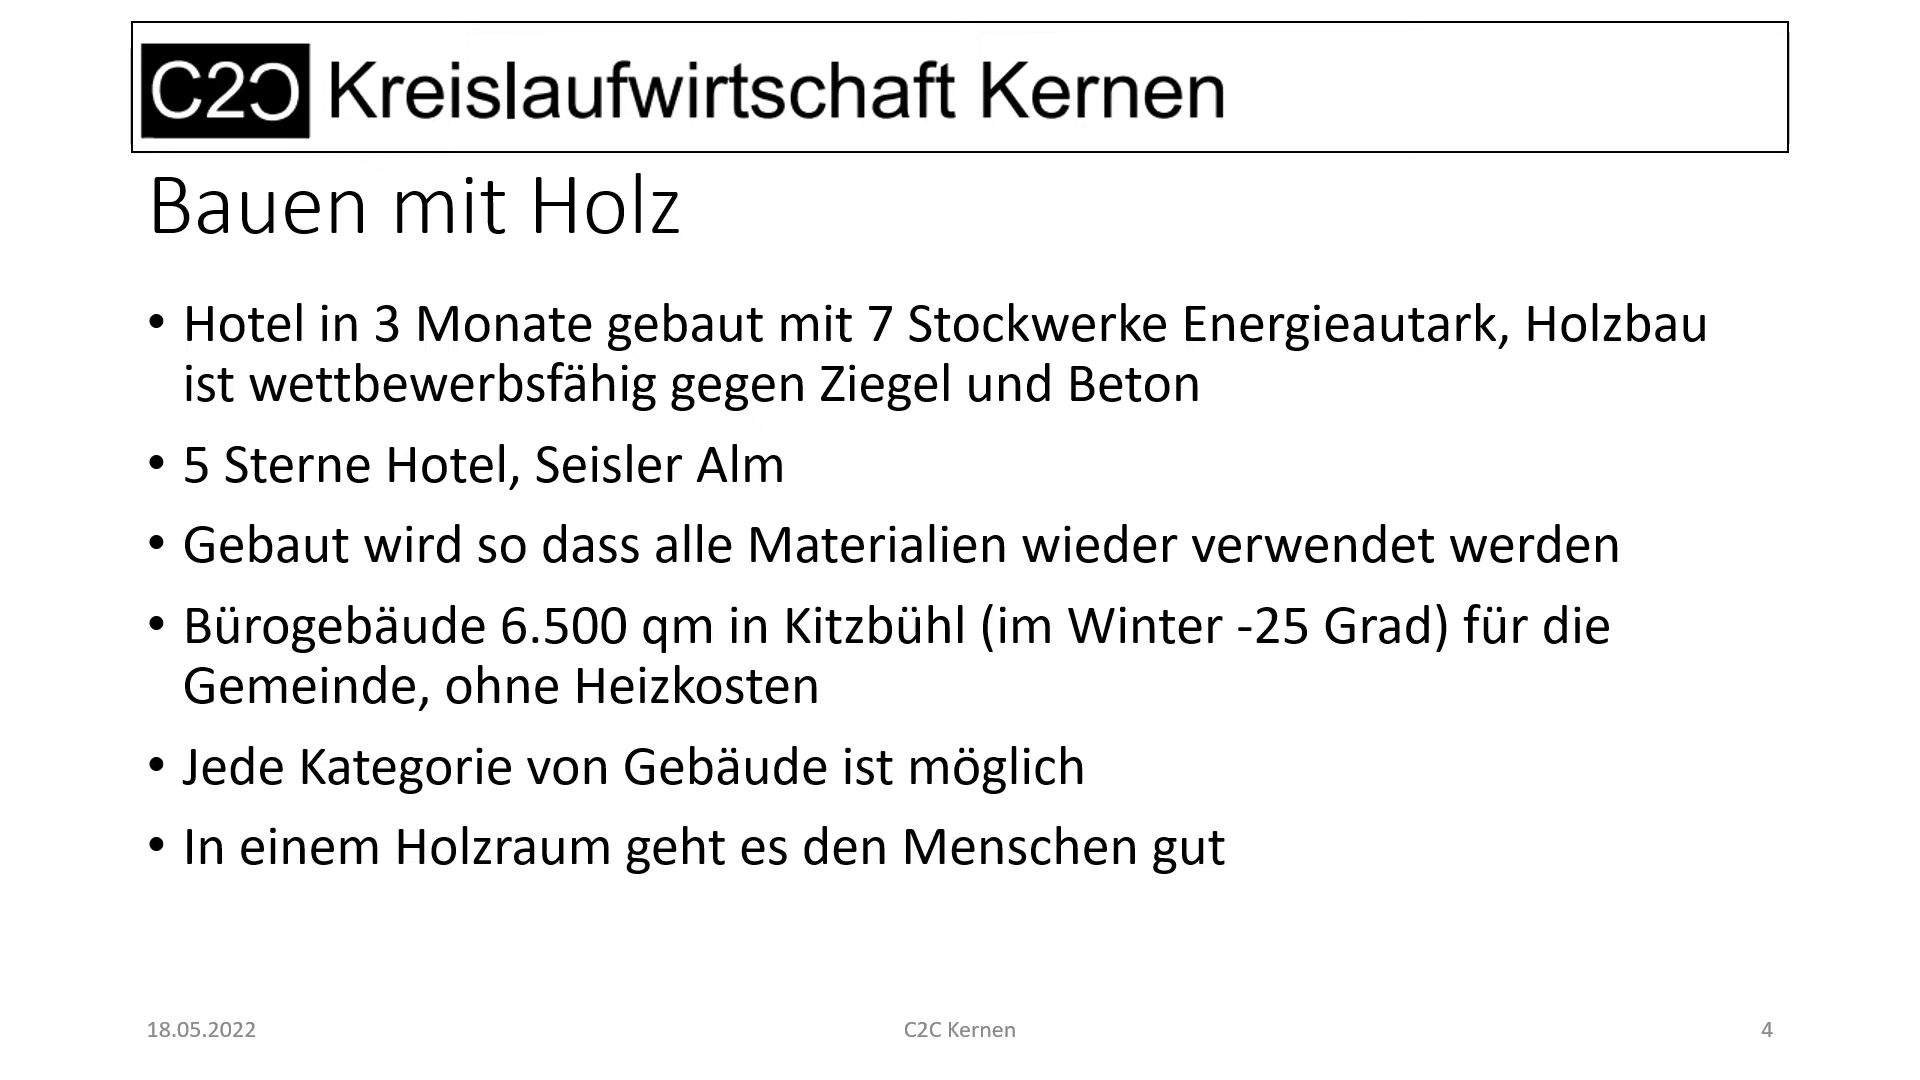 C2C Kreislaufwirtschaft Kernen
Bauen mit Holz
• Hotel in 3 Monate gebaut mit 7 Stockwerke Energieautark, Holzbau
ist wettbewerbsfähig gegen Ziegel und Beton
• 5 Sterne Hotel, Seisler Alm
• Gebaut wird so dass alle Materialien wieder verwendet werden
• Bürogebäude 6.500 qm in Kitzbühl (im Winter -25 Grad) für die
Gemeinde, ohne Heizkosten
• Jede Kategorie von Gebäude ist möglich
• In einem Holzraum geht es den Menschen gut
18.05.2022 C2C Kernen 4